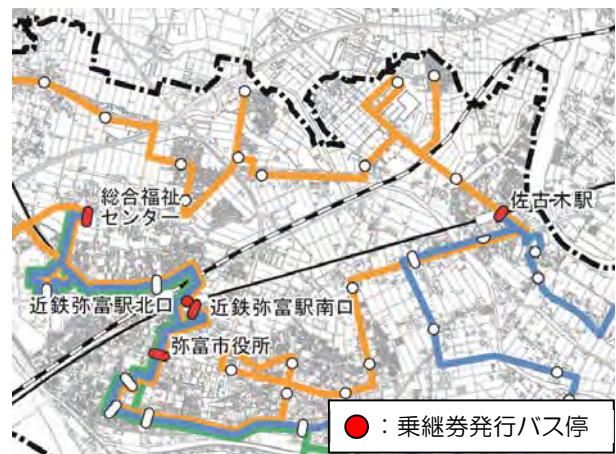 総合福祉
センター
佐古木駅
近鉄弥富駅北口
近鉄弥富駅南口
弥富市役所
：乗継券発行バス停